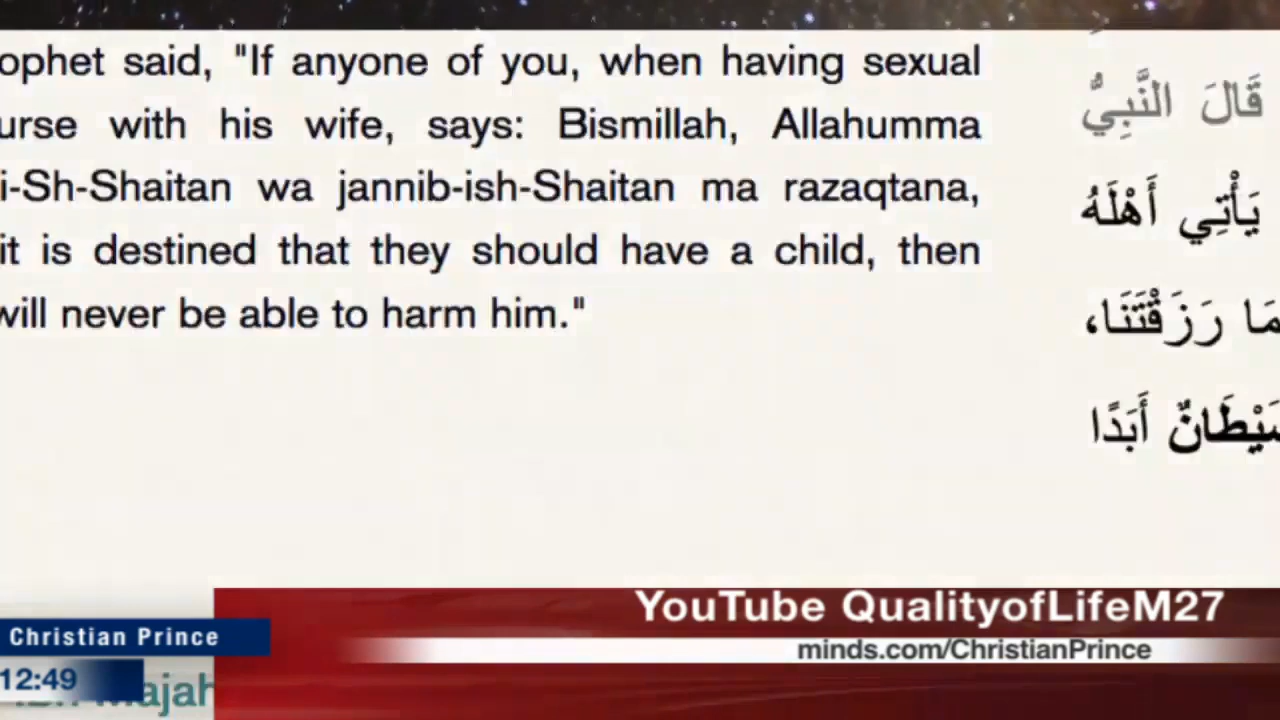 ophet said, "If anyone of you, when having sexual
urse with his wife, says: Bismillah, Allahumma
i-Sh-Shaitan wa jannib-ish-Shaitan ma razaqtana,
it is destined that they should have a child, then
will never be able to harm him."
قَالَ النَّبِيُّ
يَأْتِي أَهْلَهُ
مَا رَزَقْتَنَا،
شَيْطَانٌ أَبَدًا
YouTube QualityofLifeM27
Christian Prince
minds.com/ChristianPrince
12:49
Majah